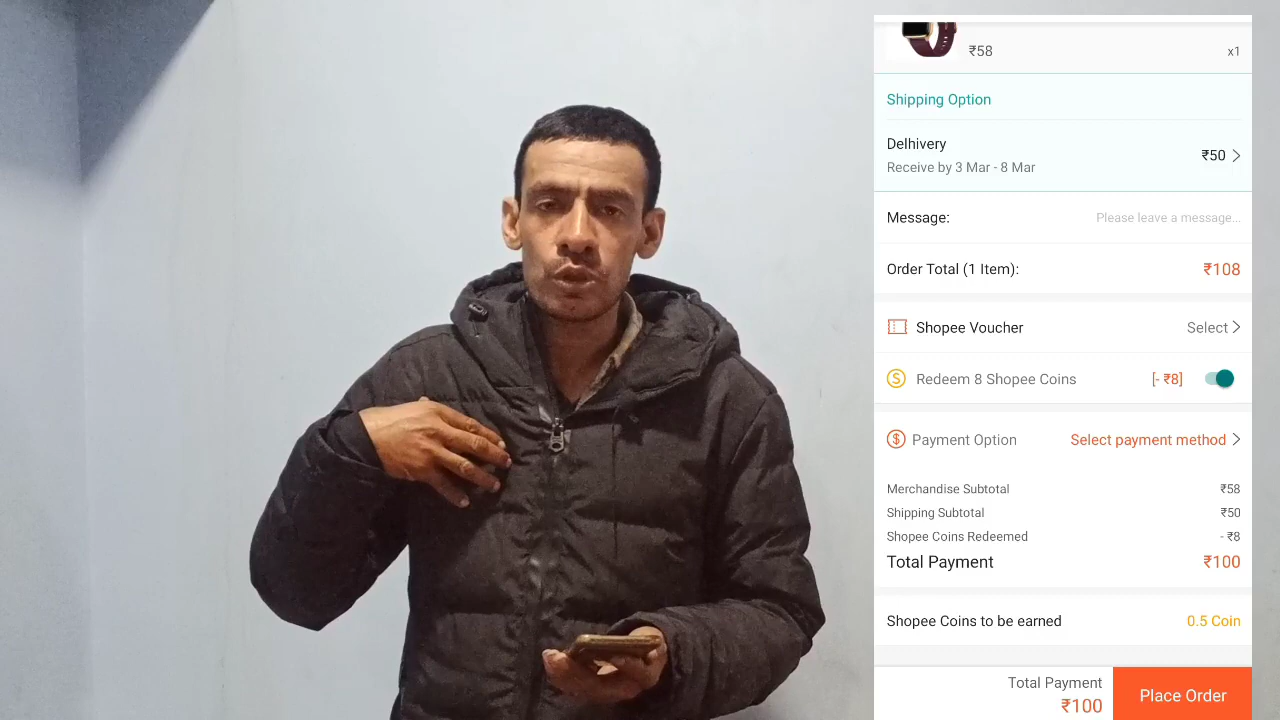 ₹58 x1
Shipping Option
Delhivery
₹50
Receive by 3 Mar - 8 Mar
Message: Please leave a message...
Order Total (1 Item): ₹108
Shopee Voucher Select
Redeem 8 Shopee Coins [- ₹8]
Payment Option Select payment method
Merchandise Subtotal ₹58
Shipping Subtotal ₹50
Shopee Coins Redeemed - ₹8
Total Payment ₹100
Shopee Coins to be earned 0.5 Coin
Total Payment
₹100
Place Order